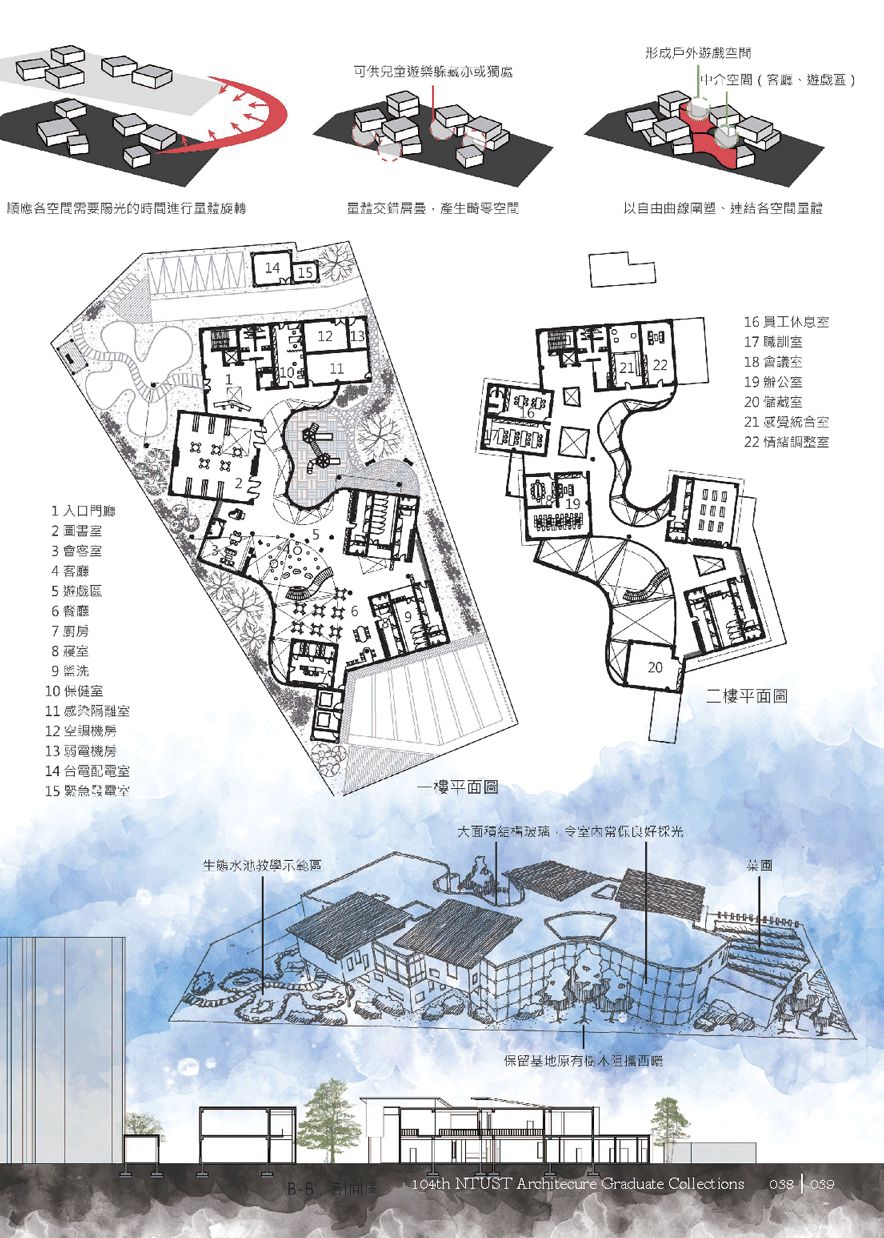 可供兒童遊樂躲藏亦或獨處
形成戶外遊戲空間
中介空間（客廳、遊戲區）
順應各空間需要陽光的時間進行量體旋轉
量體交錯層疊，產生畸零空間
以自由曲線圍塑、連結各空間量體
14
15
12
13
11
10
1
2
3
5
6
8
9
16 員工休息室
17 職訓室
18 會議室
19 辦公室
20 儲藏室
21 感覺統合室
22 情緒調整室
21
22
16
17
18
19
20
1 入口門廳
2 圖書室
3 會客室
4 客廳
5 遊戲區
6 餐廳
7 廚房
8 寢室
9 盥洗
10 保健室
11 感染隔離室
12 空調機房
13 弱電機房
14 台電配電室
15 緊急發電室
二樓平面圖
一樓平面圖
大面積結構玻璃，令室內常保良好採光
生態水池教學示範區
菜圃
保留基地原有樹木阻擋西曬
B-B 剖面圖
104th NTUST Architecure Graduate Collections 038 | 039